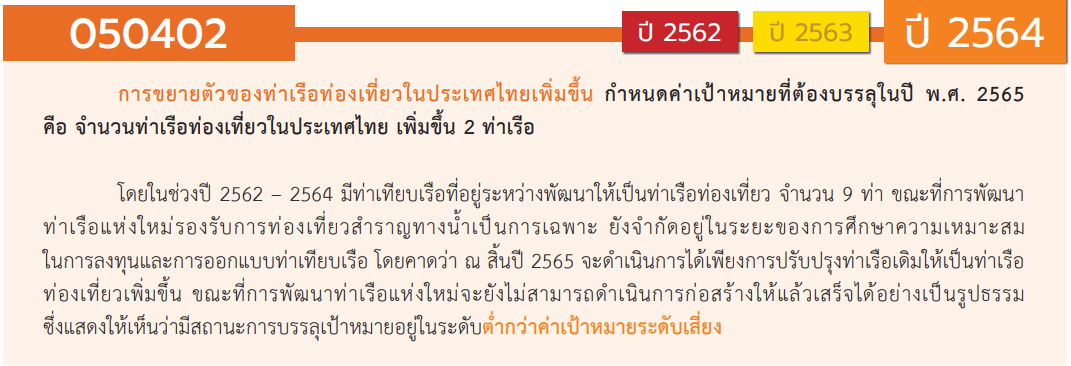 050402
ปี 2562
ปี 2563
ปี 2564
การขยายตัวของท่าเรือท่องเที่ยวในประเทศไทยเพิ่มขึ้น กำหนดค่าเป้าหมายที่ต้องบรรลุในปี พ.ศ. 2565
คือ จำนวนท่าเรือท่องเที่ยวในประเทศไทย เพิ่มขึ้น 2 ท่าเรือ
โดยในช่วงปี 2562 – 2564 มีท่าเทียบเรือที่อยู่ระหว่างพัฒนาให้เป็นท่าเรือท่องเที่ยว จำนวน 9 ท่า ขณะที่การพัฒนา
ท่าเรือแห่งใหม่รองรับการท่องเที่ยวสำราญทางน้ำเป็นการเฉพาะ ยังจำกัดอยู่ในระยะของการศึกษาความเหมาะสม
ในการลงทุนและการออกแบบท่าเทียบเรือ โดยคาดว่า ณ สิ้นปี 2565 จะดำเนินการได้เพียงการปรับปรุงท่าเรือเดิมให้เป็นท่าเรือ
ท่องเที่ยวเพิ่มขึ้น ขณะที่การพัฒนาท่าเรือแห่งใหม่จะยังไม่สามารถดำเนินการก่อสร้างให้แล้วเสร็จได้อย่างเป็นรูปธรรม
ซึ่งแสดงให้เห็นว่ามีสถานะการบรรลุเป้าหมายอยู่ในระดับต่ำกว่าค่าเป้าหมายระดับเสี่ยง